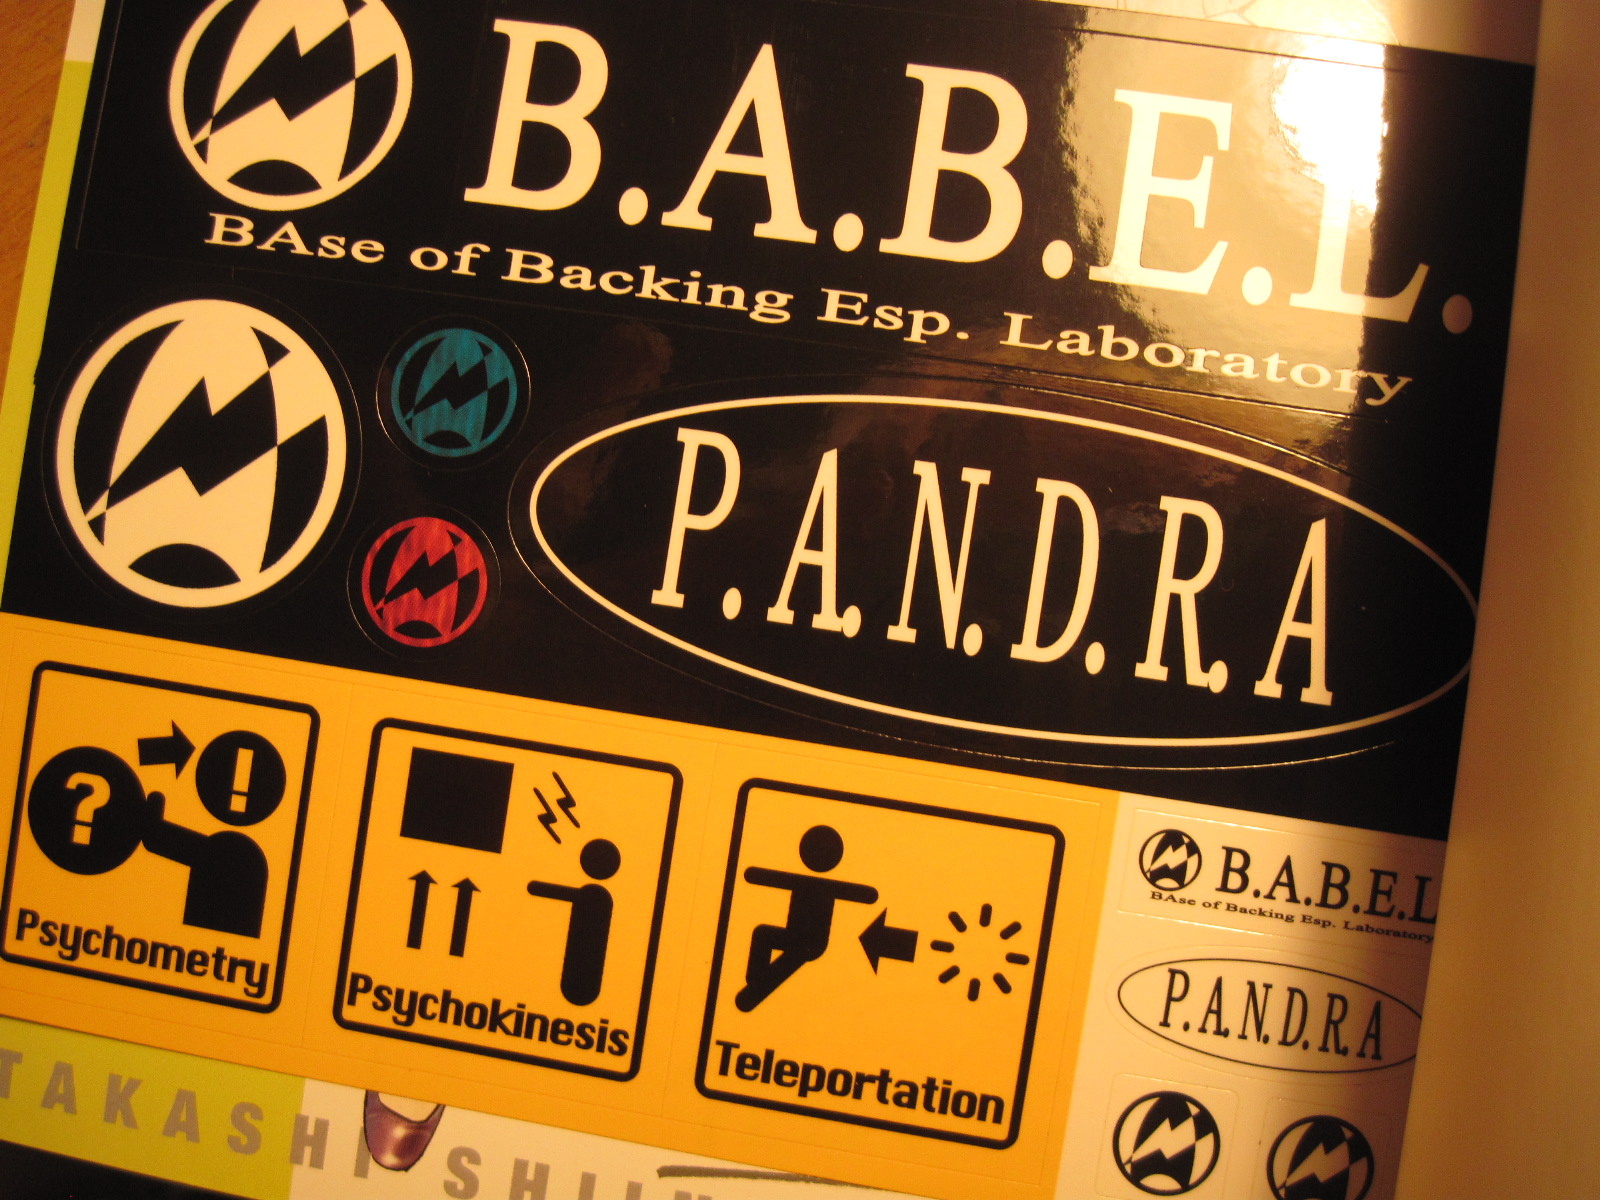 B.A.B.E.L.
BAse of Backing Esp. Laboratory
P.A.N.D.R.A
?
!
Psychometry
Psychokinesis
Teleportation
B.A.B.E.L
BAse of Backing Esp. Laboratory
P.A.N.D.R.A
TAKASHI